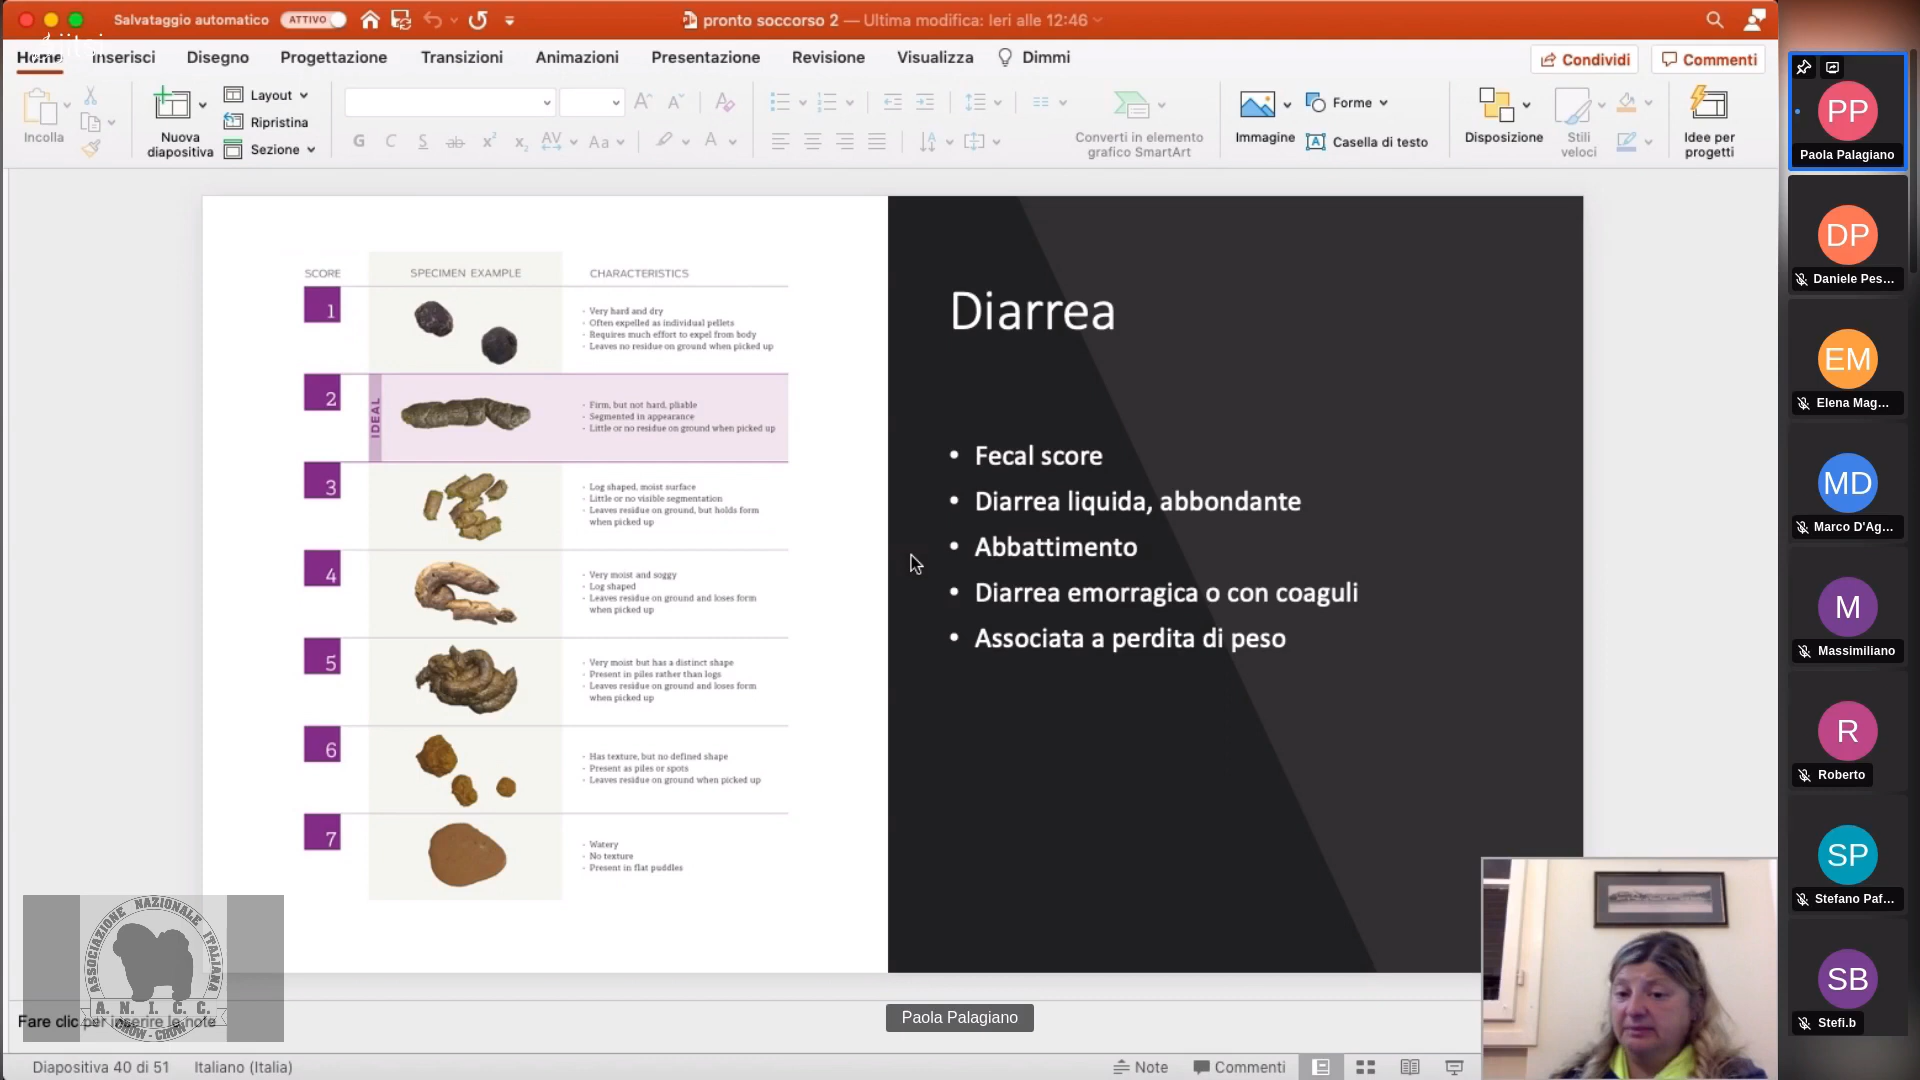 Salvataggio automatico ATTIVO
pronto soccorso 2 — Ultima modifica: Ieri alle 12:46
Home Inserisci Disegno Progettazione Transizioni Animazioni Presentazione Revisione Visualizza Dimmi
Condividi Commenti
Incolla
Nuova
diapositiva
Layout
Ripristina
Sezione
Converti in elemento
grafico SmartArt
Immagine
Forme
Casella di testo
Disposizione
Stili
veloci
Idee per
progetti
SCORE SPECIMEN EXAMPLE CHARACTERISTICS
1
- Very hard and dry
- Often expelled as individual pellets
- Requires much effort to expel from body
- Leaves no residue on ground when picked up
2
IDEAL
- Firm, but not hard, pliable
- Segmented in appearance
- Little or no residue on ground when picked up
3
- Log shaped, moist surface
- Little or no visible segmentation
- Leaves residue on ground, but holds form
when picked up
4
- Very moist and soggy
- Log shaped
- Leaves residue on ground and loses form
when picked up
5
- Very moist but has a distinct shape
- Present in piles rather than logs
- Leaves residue on ground and loses form
when picked up
6
- Has texture, but no defined shape
- Present as piles or spots
- Leaves residue on ground when picked up
7
- Watery
- No texture
- Present in flat puddles
Diarrea
• Fecal score
• Diarrea liquida, abbondante
• Abbattimento
• Diarrea emorragica o con coaguli
• Associata a perdita di peso
ASSOCIAZIONE NAZIONALE ITALIANA
A. N. I. C. C.
CHOW - CHOW
Fare clic per inserire le note
Paola Palagiano
Diapositiva 40 di 51 Italiano (Italia)
Note Commenti
PP
Paola Palagiano
DP
Daniele Pes...
EM
Elena Mag...
MD
Marco D'Ag...
M
Massimiliano
R
Roberto
SP
Stefano Paf...
SB
Stefi.b